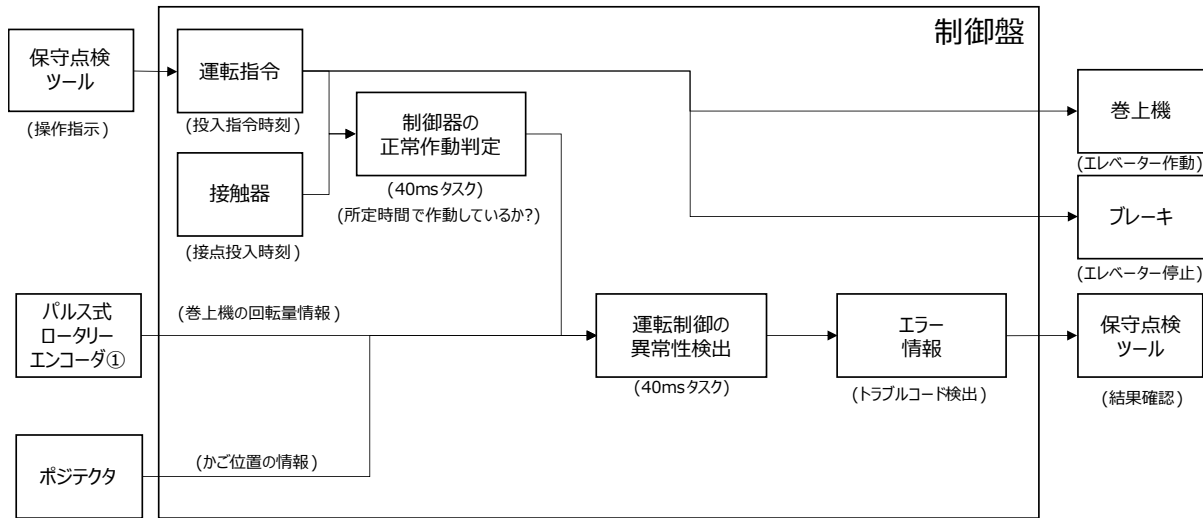 制御盤
保守点検
ツール
(操作指示)
運転指令
(投入指令時刻)
接触器
(接点投入時刻)
制御器の
正常作動判定
(40msタスク)
(所定時間で作動しているか?)
巻上機
(エレベーター作動)
ブレーキ
(エレベーター停止)
パルス式
ロータリー
エンコーダ①
(巻上機の回転量情報)
運転制御の
異常性検出
(40msタスク)
エラー
情報
(トラブルコード検出)
保守点検
ツール
(結果確認)
ポジテクタ
(かご位置の情報)